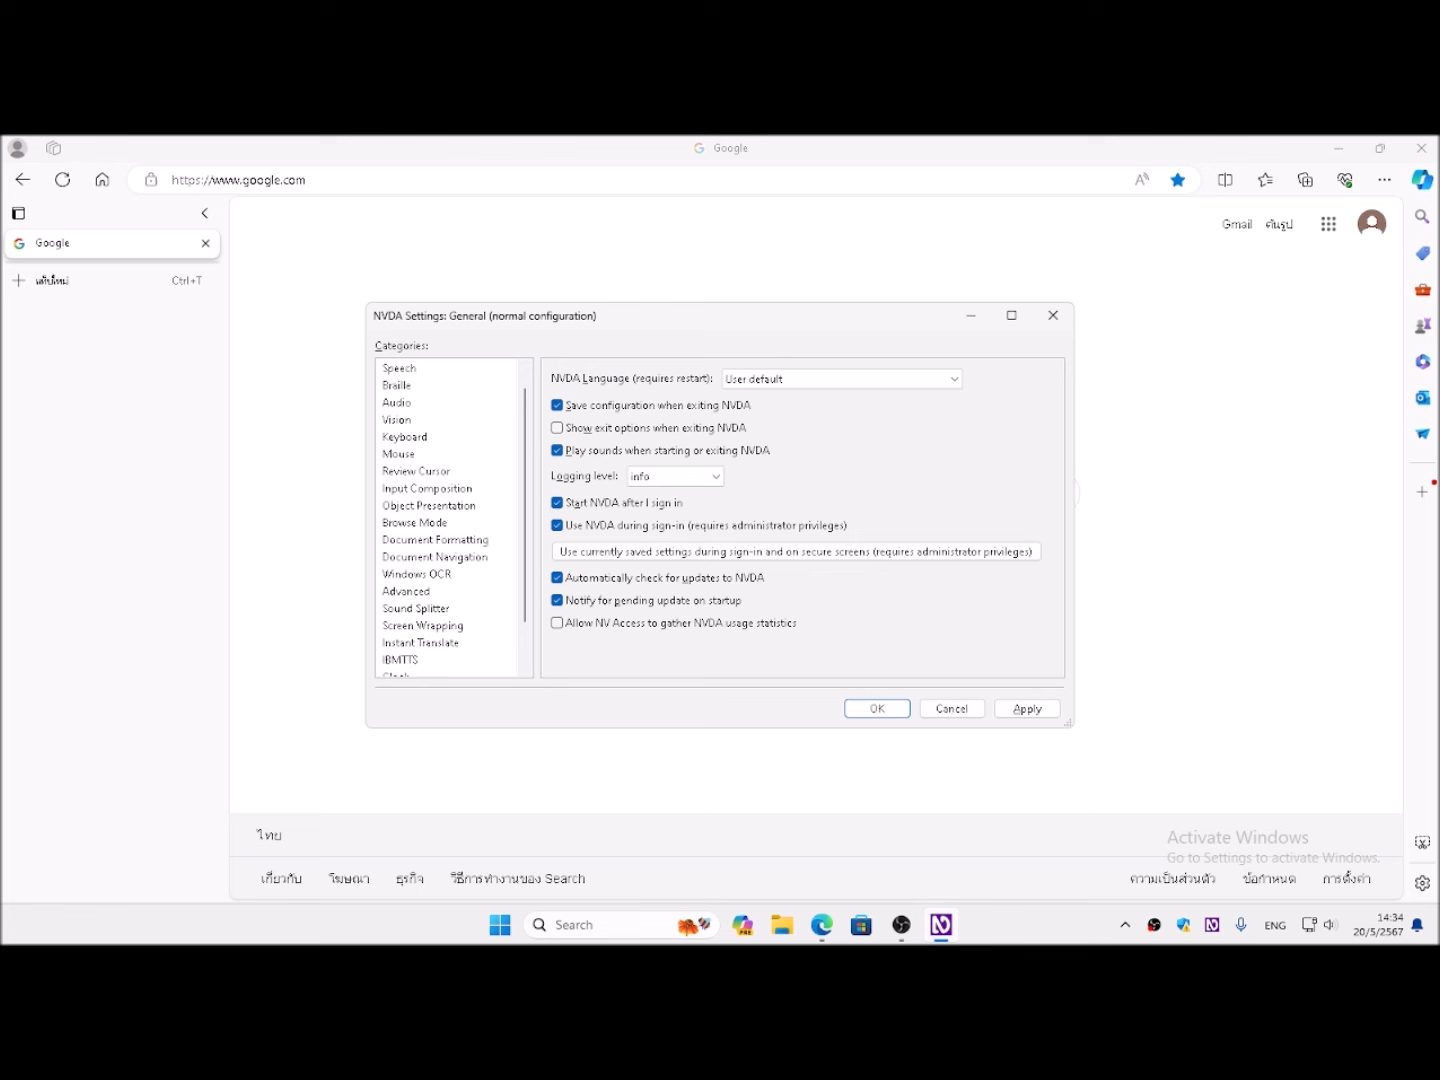 Google
https://www.google.com
Google
แท็บใหม่ Ctrl+T
Gmail ค้นรูป
NVDA Settings: General (normal configuration)
Categories:
Speech
Braille
Audio
Vision
Keyboard
Mouse
Review Cursor
Input Composition
Object Presentation
Browse Mode
Document Formatting
Document Navigation
Windows OCR
Advanced
Sound Splitter
Screen Wrapping
Instant Translate
IBMTTS
NVDA Language (requires restart): User default
Save configuration when exiting NVDA
Show exit options when exiting NVDA
Play sounds when starting or exiting NVDA
Logging level: info
Start NVDA after I sign in
Use NVDA during sign-in (requires administrator privileges)
Use currently saved settings during sign-in and on secure screens (requires administrator privileges)
Automatically check for updates to NVDA
Notify for pending update on startup
Allow NV Access to gather NVDA usage statistics
OK Cancel Apply
ไทย
Activate Windows
Go to Settings to activate Windows.
เกี่ยวกับ โฆษณา ธุรกิจ วิธีการทำงานของ Search ความเป็นส่วนตัว ข้อกำหนด การตั้งค่า
Search
ENG
14:34
20/5/2567